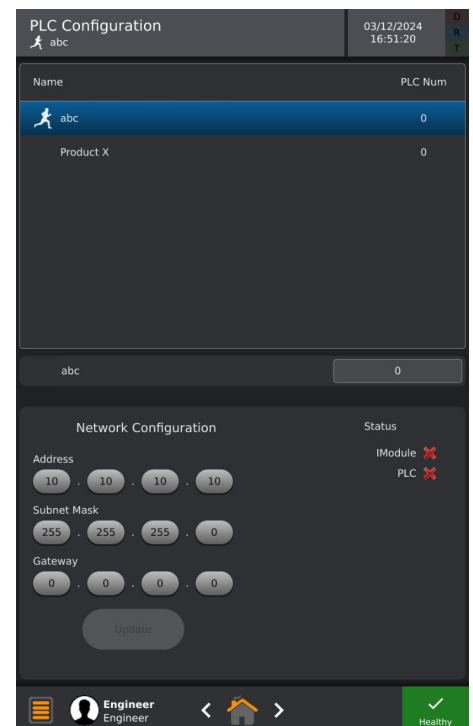 PLC Configuration
abc
03/12/2024
16:51:20
D
R
T
Name PLC Num
abc 0
Product X 0
abc 0
Network Configuration
Status
Address
IModule
10 . 10 . 10 . 10
PLC
Subnet Mask
255 . 255 . 255 . 0
Gateway
0 . 0 . 0 . 0
Update
Engineer
Engineer
Healthy